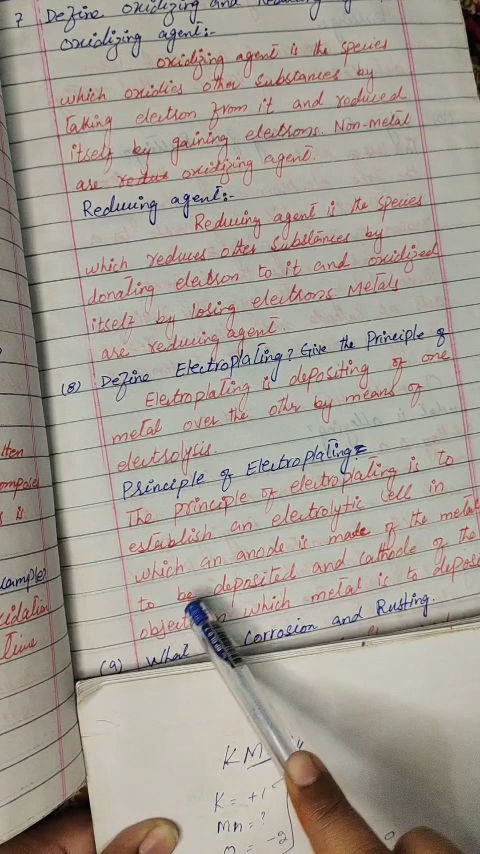 7 Define oxidizing and Reducing
oxidizing agent:-
oxidizing agent is the species
which oxidies other substances by
taking electron from it and reduced
itself by gaining electrons. Non-metal
are oxidizing agent.
Reducing agent:-
Reducing agent is the species
which reduces other substances by
donating electron to it and oxidized
itself by losing electrons Metals
are reducing agent.
(8) Define Electroplating? Give the Principle of
Electroplating is depositing of one
metal over the other by means of
electrolysis.
Principle of Electroplating:-
The principle of electroplating is to
establish an electrolytic cell in
which an anode is made of the metal
to be deposited and cathode of the
object which metal is to
(9) What Corrosion and Rusting.
K M
K = +1
Mn = ?
= -2